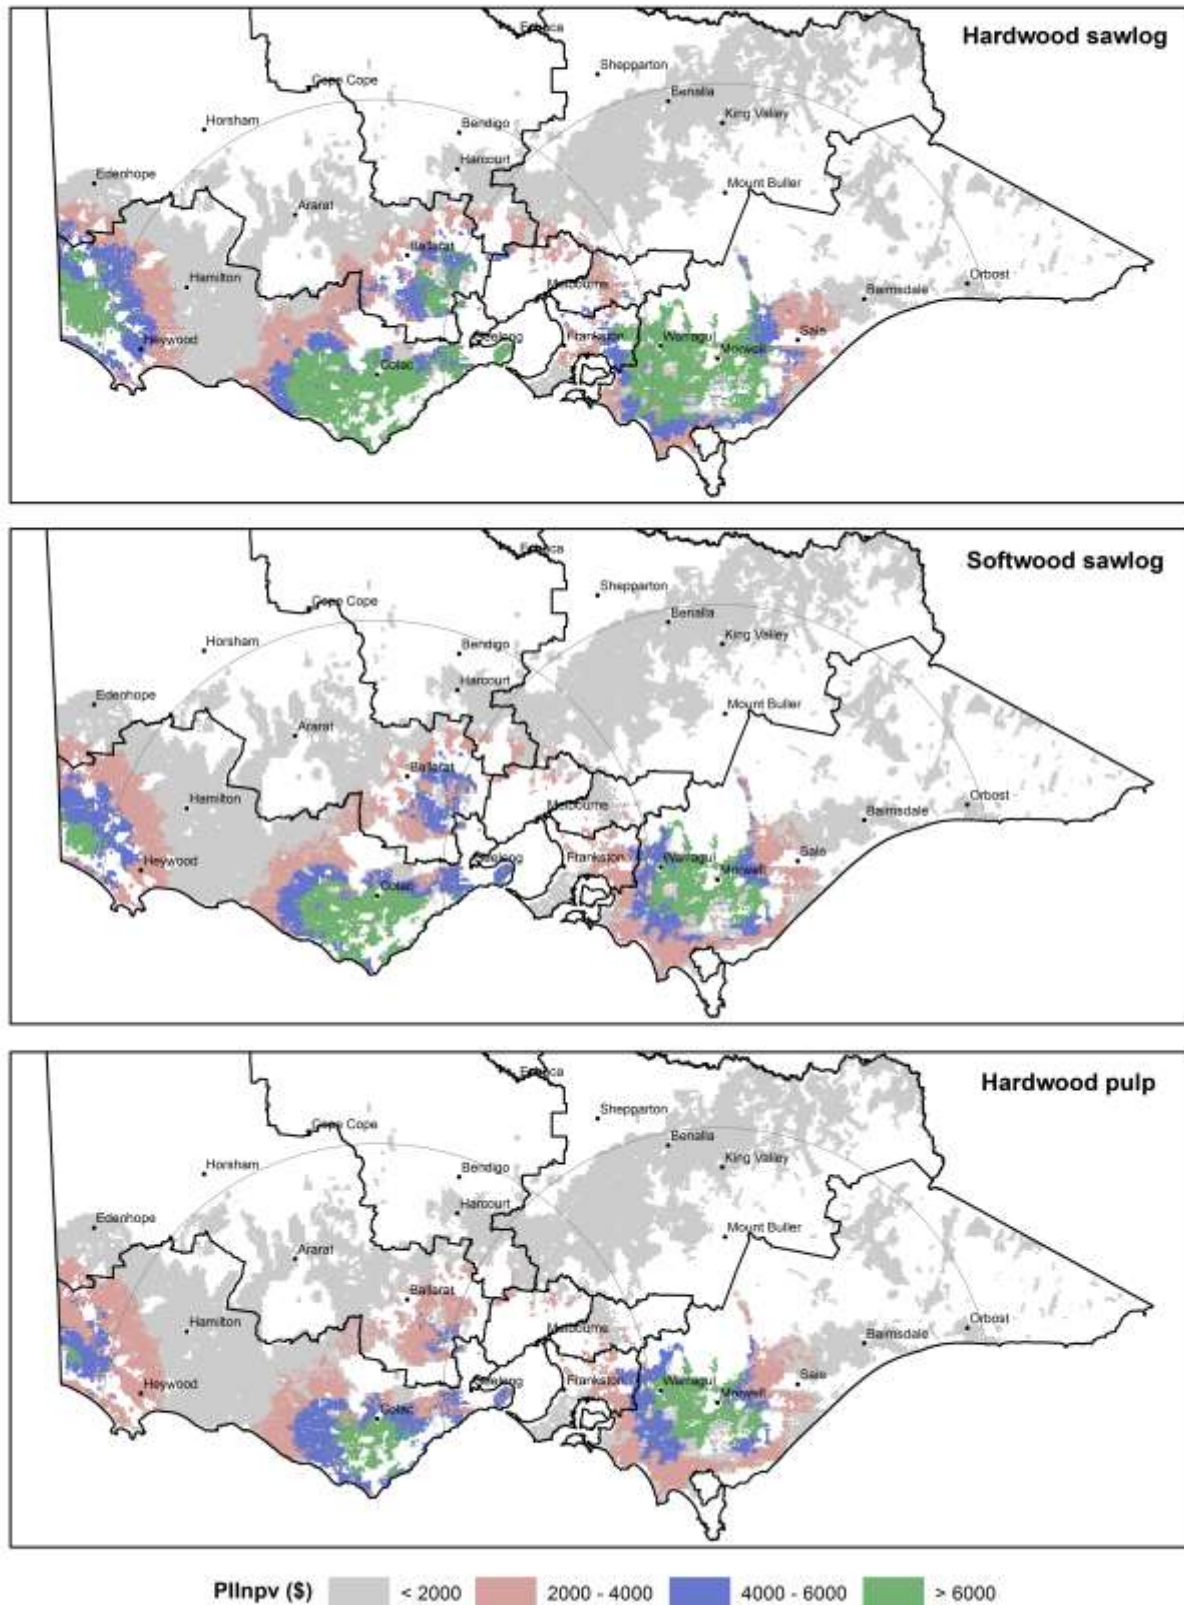 Hardwood sawlog
Echuca
Shepparton
Cope Cope
Benalla
King Valley
Horsham
Bendigo
Harcourt
Edenhope
Mount Buller
Ararat
Ballarat
Hamilton
Melbourne
Orbost
Bairnsdale
Heywood
Geelong
Frankston
Warragul
Sale
Morwell
Colac
Softwood sawlog
Echuca
Shepparton
Cope Cope
Benalla
King Valley
Horsham
Bendigo
Harcourt
Edenhope
Mount Buller
Ararat
Ballarat
Hamilton
Melbourne
Orbost
Bairnsdale
Heywood
Geelong
Frankston
Warragul
Sale
Morwell
Colac
Hardwood pulp
Echuca
Shepparton
Cope Cope
Benalla
King Valley
Horsham
Bendigo
Harcourt
Edenhope
Mount Buller
Ararat
Ballarat
Hamilton
Melbourne
Orbost
Bairnsdale
Heywood
Geelong
Frankston
Warragul
Sale
Morwell
Colac
PIInpv ($) < 2000 2000 - 4000 4000 - 6000 > 6000